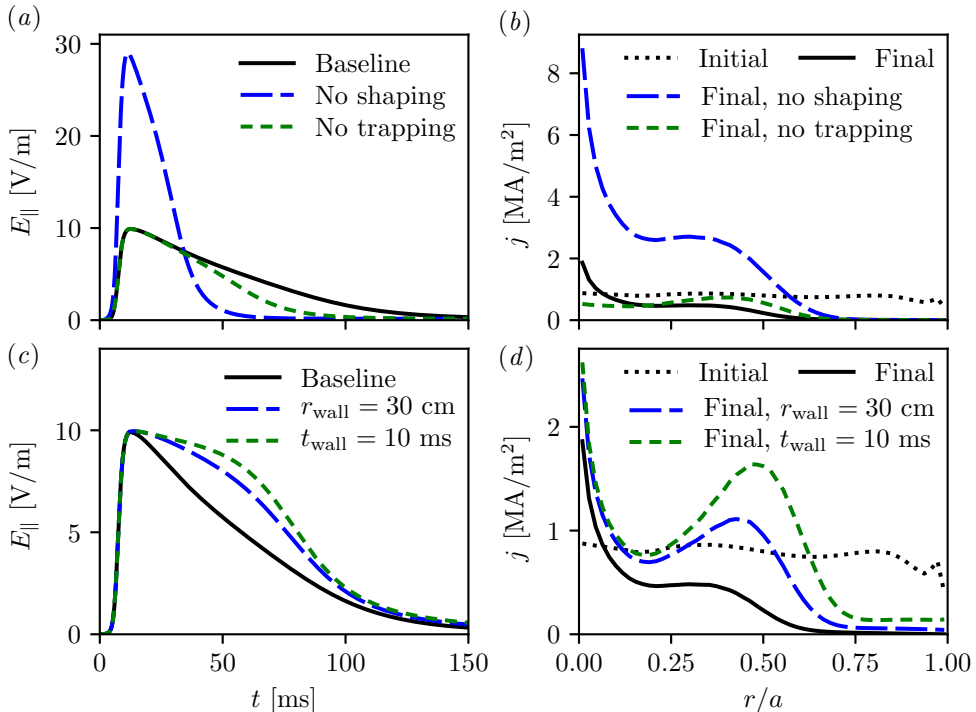 (a)
E∥ [V/m]
30
20
10
0
Baseline
No shaping
No trapping
(b)
j [MA/m²]
8
6
4
2
0
Initial
Final
Final, no shaping
Final, no trapping
(c)
E∥ [V/m]
10
5
0
Baseline
r_wall = 30 cm
t_wall = 10 ms
0
50
100
150
t [ms]
(d)
j [MA/m²]
2
1
0
Initial
Final
Final, r_wall = 30 cm
Final, t_wall = 10 ms
0.00
0.25
0.50
0.75
1.00
r/a